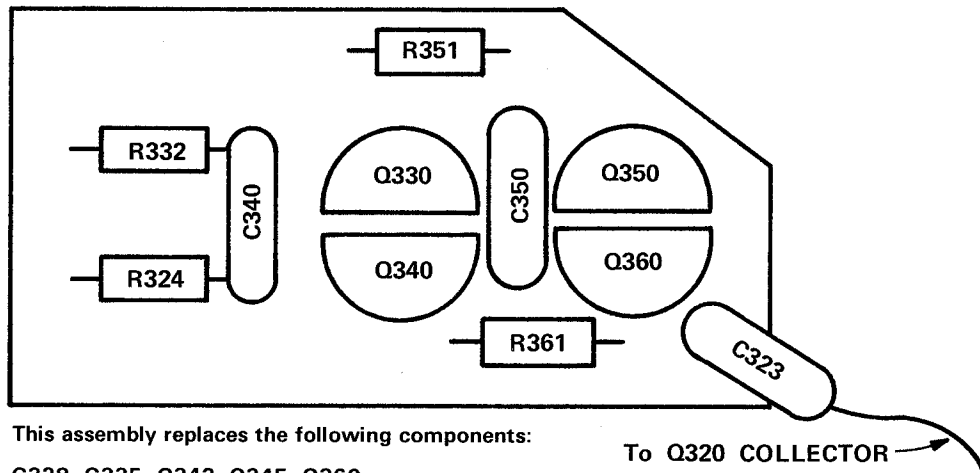 R351
R332
C340
Q330
C350
Q350
R324
Q340
Q360
R361
C323
This assembly replaces the following components:
To Q320 COLLECTOR